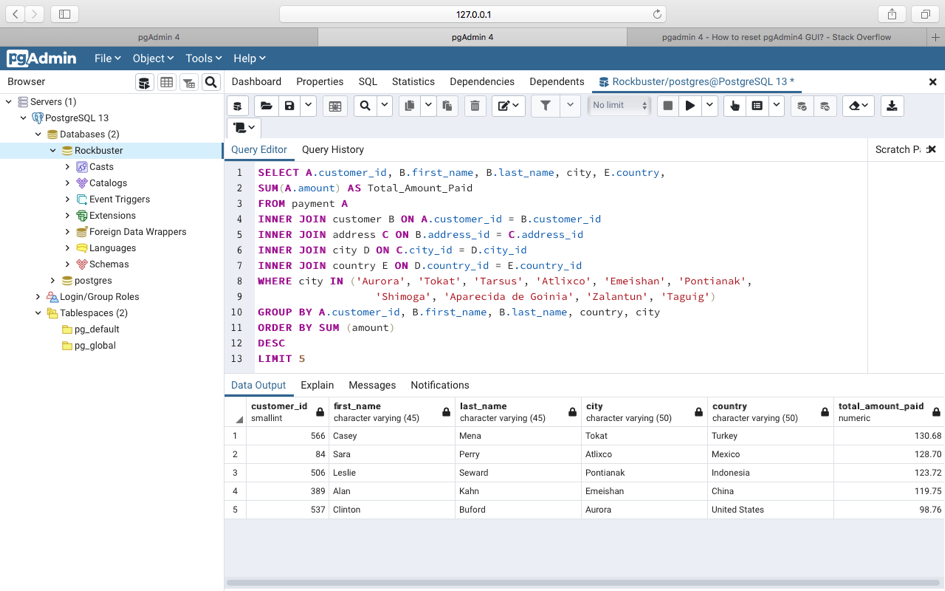 127.0.0.1
pgAdmin 4
pgAdmin 4
pgadmin 4 - How to reset pgAdmin4 GUI? - Stack Overflow
pgAdmin
File
Object
Tools
Help
Browser
Dashboard
Properties
SQL
Statistics
Dependencies
Dependents
Rockbuster/postgres@PostgreSQL 13 *
Servers (1)
PostgreSQL 13
Databases (2)
Rockbuster
Casts
Catalogs
Event Triggers
Extensions
Foreign Data Wrappers
Languages
Schemas
postgres
Login/Group Roles
Tablespaces (2)
pg_default
pg_global
No limit
Query Editor
Query History
Scratch P
1 SELECT A.customer_id, B.first_name, B.last_name, city, E.country,
2 SUM(A.amount) AS Total_Amount_Paid
3 FROM payment A
4 INNER JOIN customer B ON A.customer_id = B.customer_id
5 INNER JOIN address C ON B.address_id = C.address_id
6 INNER JOIN city D ON C.city_id = D.city_id
7 INNER JOIN country E ON D.country_id = E.country_id
8 WHERE city IN ('Aurora', 'Tokat', 'Tarsus', 'Atlixco', 'Emeishan', 'Pontianak',
9 'Shimoga', 'Aparecida de Goinia', 'Zalantun', 'Taguig')
10 GROUP BY A.customer_id, B.first_name, B.last_name, country, city
11 ORDER BY SUM (amount)
12 DESC
13 LIMIT 5
Data Output
Explain
Messages
Notifications
customer_id first_name last_name city country total_amount_paid
smallint character varying (45) character varying (45) character varying (50) character varying (50) numeric
1 566 Casey Mena Tokat Turkey 130.68
2 84 Sara Perry Atlixco Mexico 128.70
3 506 Leslie Seward Pontianak Indonesia 123.72
4 389 Alan Kahn Emeishan China 119.75
5 537 Clinton Buford Aurora United States 98.76